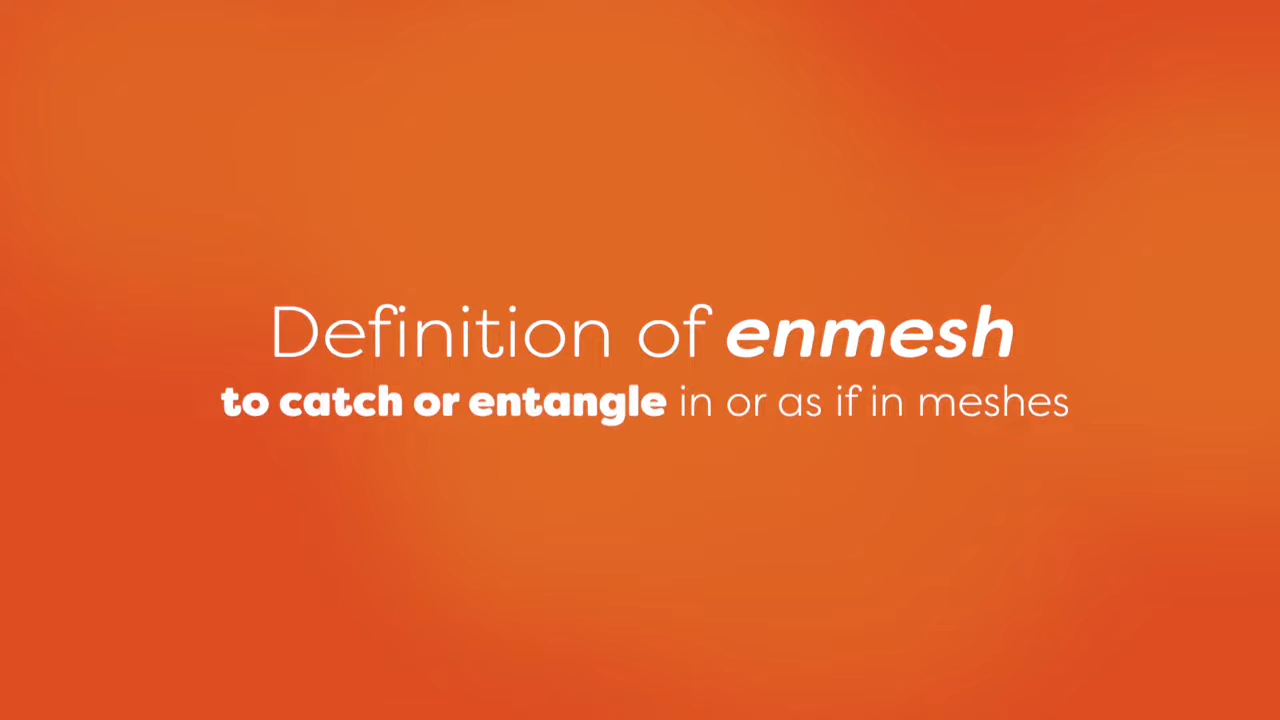 Definition of enmesh
to catch or entangle in or as if in meshes